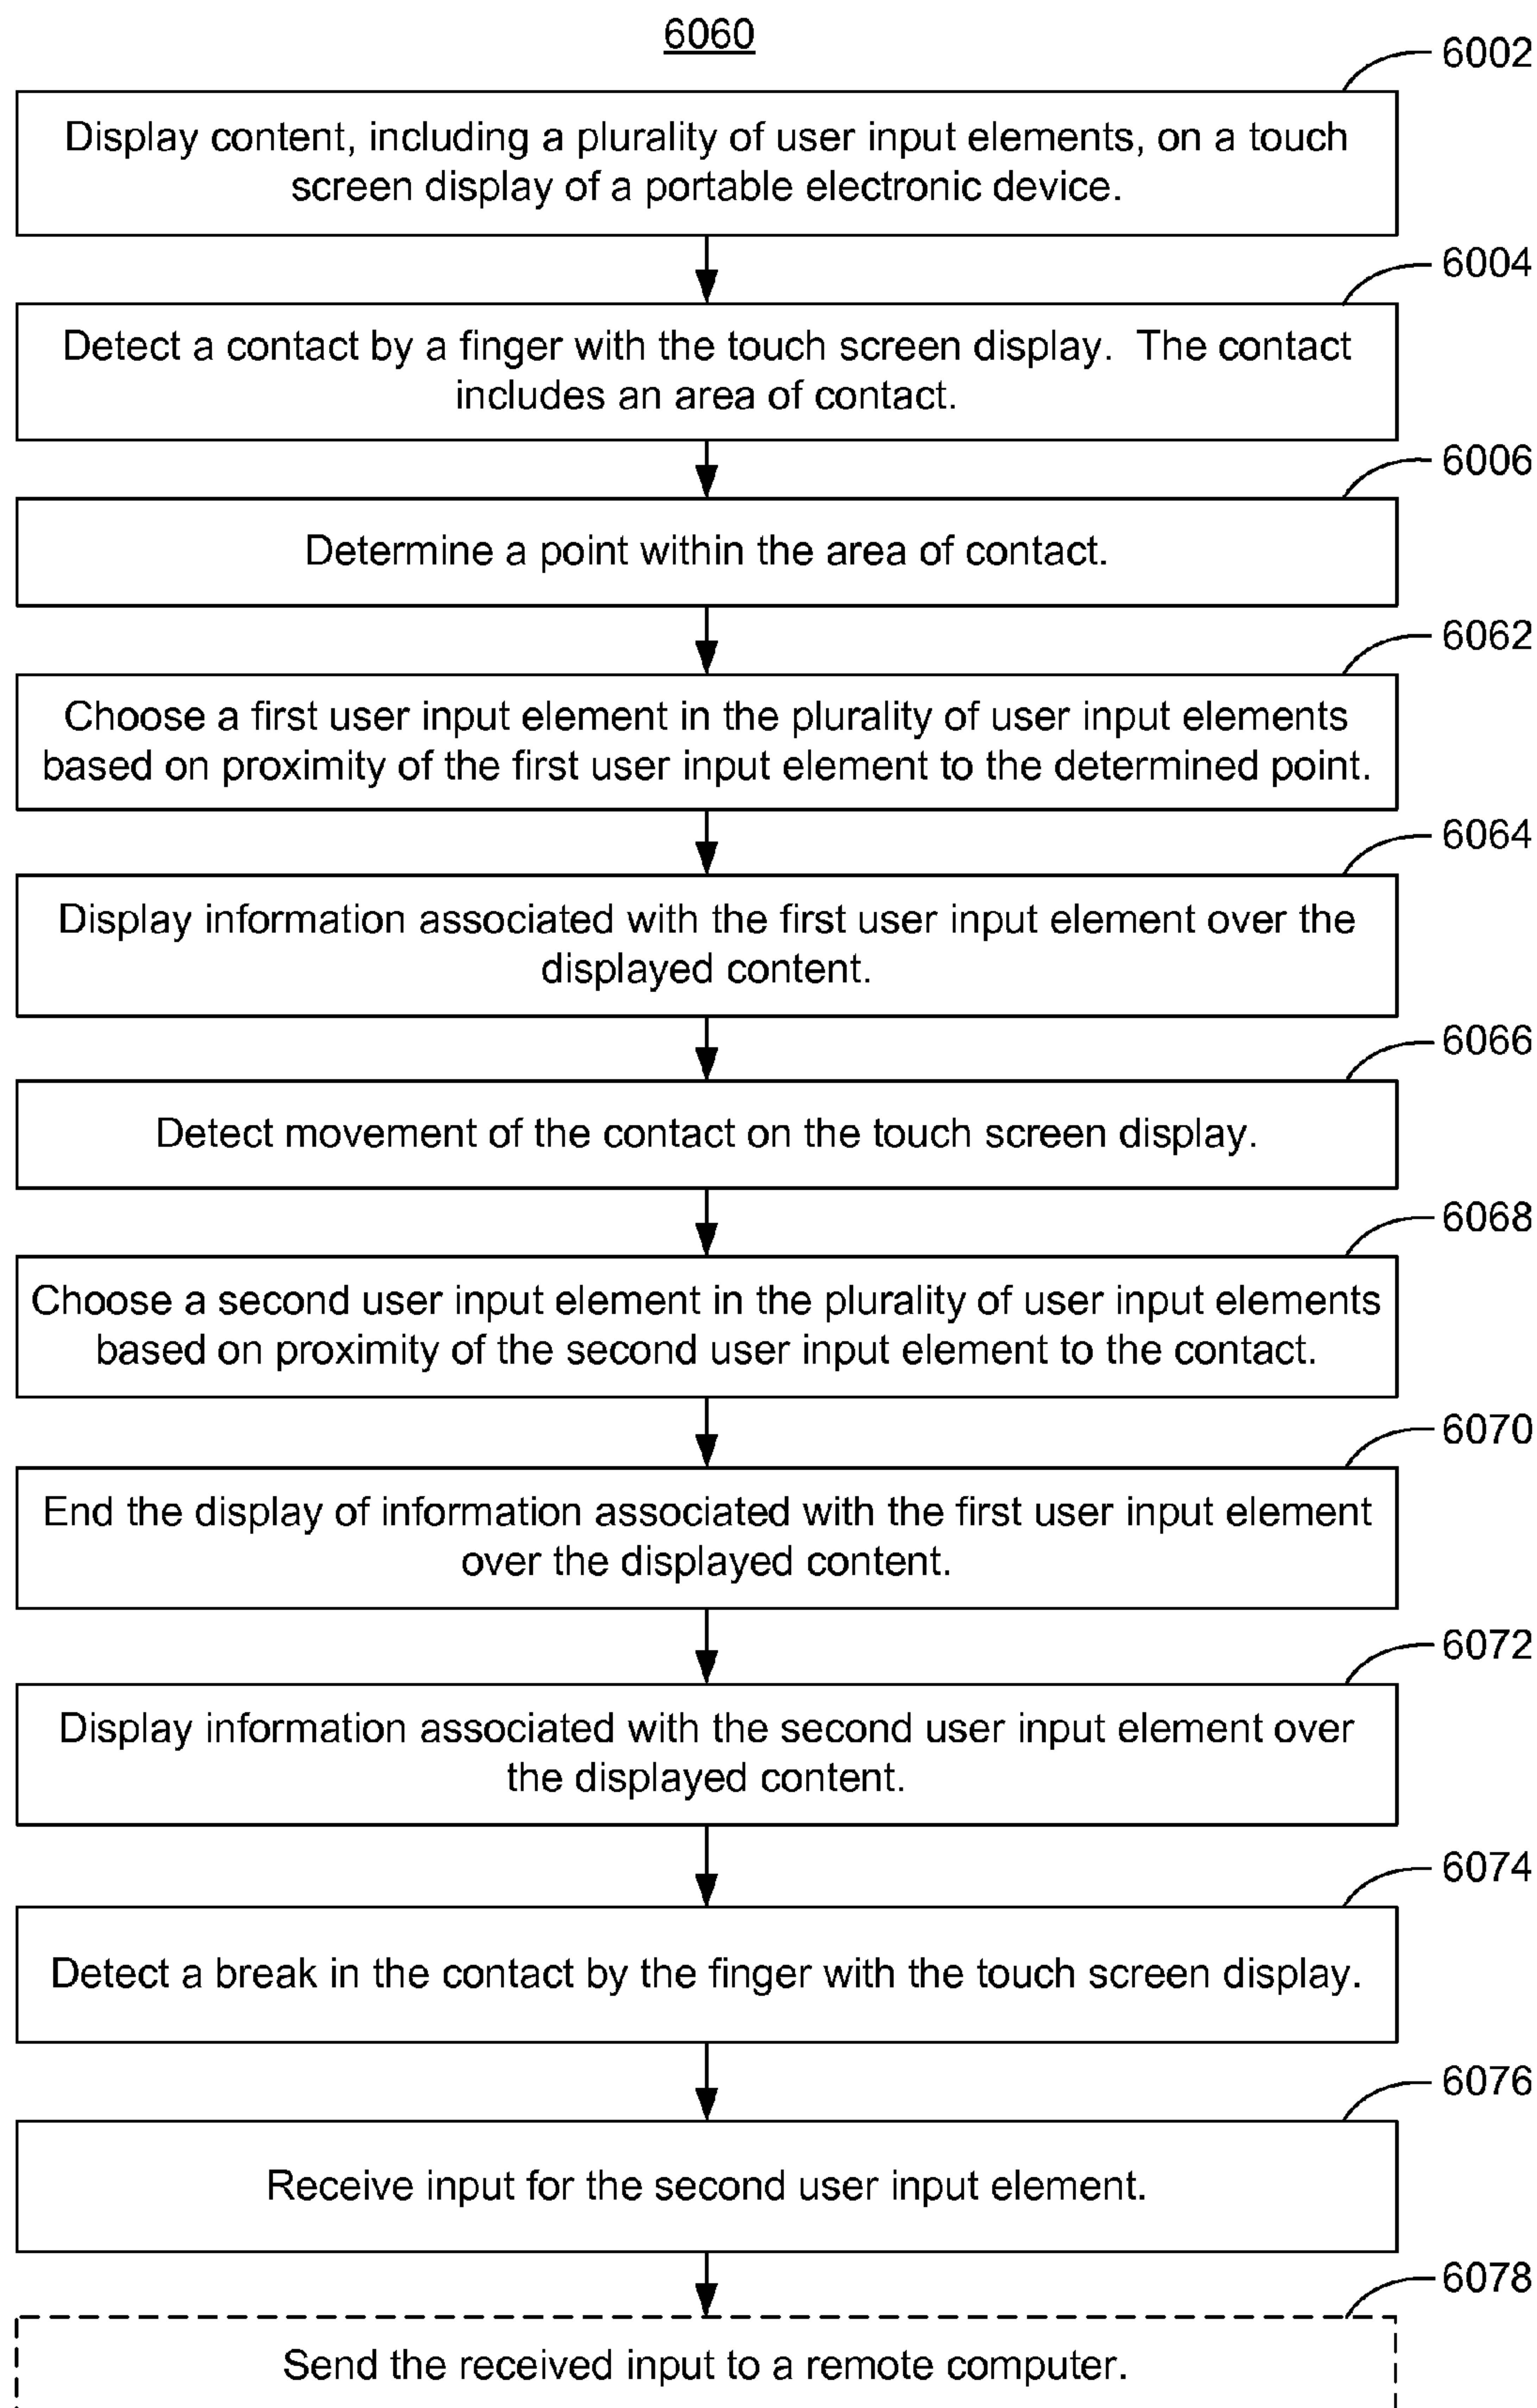 6060
6002
Display content, including a plurality of user input elements, on a touch
screen display of a portable electronic device.
6004
Detect a contact by a finger with the touch screen display. The contact
includes an area of contact.
6006
Determine a point within the area of contact.
6062
Choose a first user input element in the plurality of user input elements
based on proximity of the first user input element to the determined point.
6064
Display information associated with the first user input element over the
displayed content.
6066
Detect movement of the contact on the touch screen display.
6068
Choose a second user input element in the plurality of user input elements
based on proximity of the second user input element to the contact.
6070
End the display of information associated with the first user input element
over the displayed content.
6072
Display information associated with the second user input element over
the displayed content.
6074
Detect a break in the contact by the finger with the touch screen display.
6076
Receive input for the second user input element.
6078
Send the received input to a remote computer.